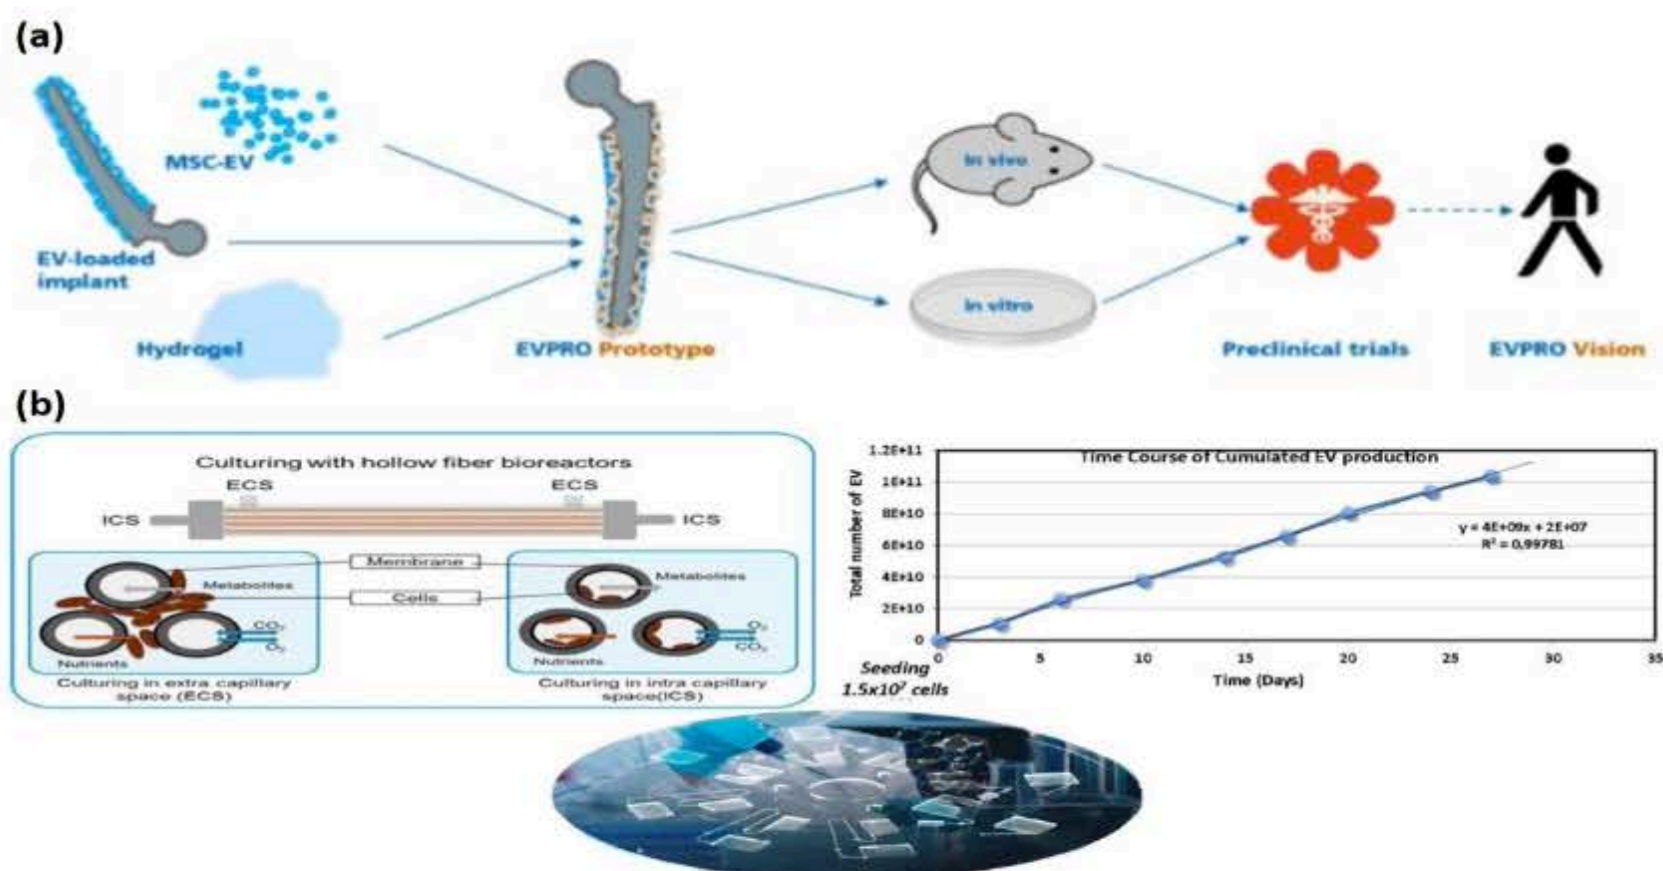 (a)
MSC-EV
EV-loaded
implant
Hydrogel
EVPRO Prototype
In vivo
In vitro
Preclinical trials
EVPRO Vision
(b)
Culturing with hollow fiber bioreactors
ECS
ECS
ICS
ICS
Membrane
Metabolites
Metabolites
Cells
CO₂
O₂
O₂
CO₂
Nutrients
Nutrients
Culturing in extra capillary
space (ECS)
Culturing in intra capillary
space(ICS)
Time Course of Cumulated EV production
Total number of EV
1.2E+11
1E+11
8E+10
6E+10
4E+10
2E+10
0
y = 4E+09x + 2E+07
R² = 0,99781
0
5
10
15
20
25
30
35
Time (Days)
Seeding
1.5x10⁷ cells